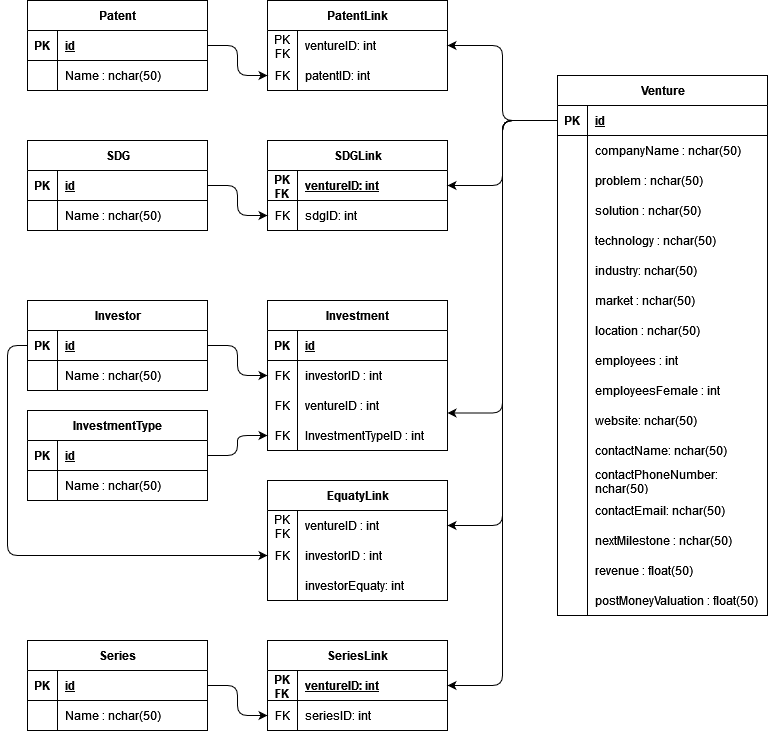 Patent
PK id
Name : nchar(50)
PatentLink
PK
FK
ventureID: int
FK patentID: int
SDG
PK id
Name : nchar(50)
SDGLink
PK
FK
ventureID: int
FK sdgID: int
Investor
PK id
Name : nchar(50)
Investment
PK id
FK investorID : int
FK ventureID : int
FK InvestmentTypeID : int
InvestmentType
PK id
Name : nchar(50)
EquatyLink
PK
FK
ventureID : int
FK investorID : int
investorEquaty: int
Series
PK id
Name : nchar(50)
SeriesLink
PK
FK
ventureID: int
FK seriesID: int
Venture
PK id
companyName : nchar(50)
problem : nchar(50)
solution : nchar(50)
technology : nchar(50)
industry: nchar(50)
market : nchar(50)
location : nchar(50)
employees : int
employeesFemale : int
website: nchar(50)
contactName: nchar(50)
contactPhoneNumber:
nchar(50)
contactEmail: nchar(50)
nextMilestone : nchar(50)
revenue : float(50)
postMoneyValuation : float(50)